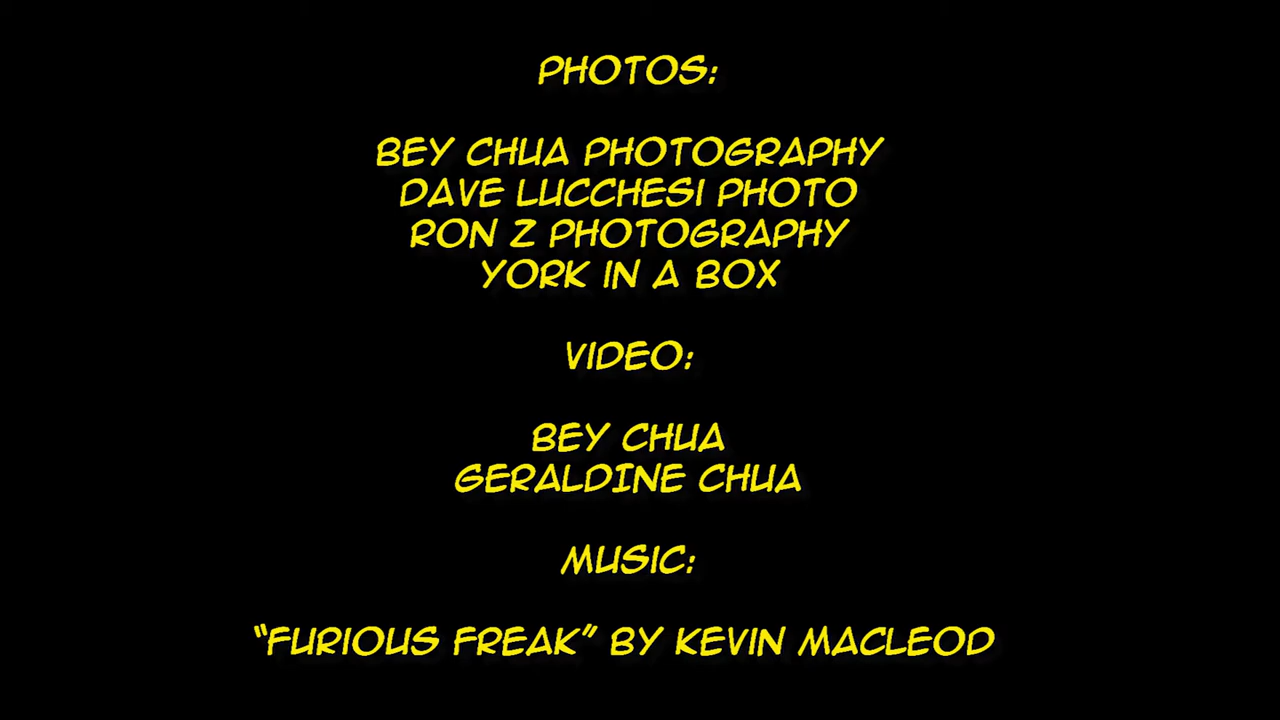 PHOTOS:
BEY CHUA PHOTOGRAPHY
DAVE LUCCHESI PHOTO
RON Z PHOTOGRAPHY
YORK IN A BOX
VIDEO:
BEY CHUA
GERALDINE CHUA
MUSIC:
“FURIOUS FREAK” BY KEVIN MACLEOD